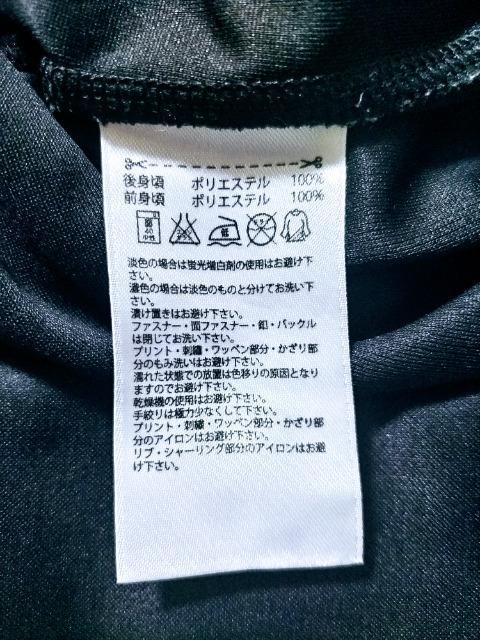 後身頃 ポリエステル 100%
前身頃 ポリエステル 100%
弱
40
中性
低
淡色の場合は蛍光増白剤の使用はお避け下
さい。
濃色の場合は淡色のものと分けてお洗い下
さい。
漬け置きはお避け下さい。
ファスナー・面ファスナー・釦・バックル
は閉じてお洗い下さい。
プリント・刺繍・ワッペン部分・かざり部
分のもみ洗いはお避け下さい。
濡れた状態での放置は色移りの原因となり
ますのでお避け下さい。
乾燥機の使用はお避け下さい。
手絞りは極力少なくして下さい。
プリント・刺繍・ワッペン部分・かざり部
分のアイロンはお避け下さい。
リブ・シャーリング部分のアイロンはお避
け下さい。